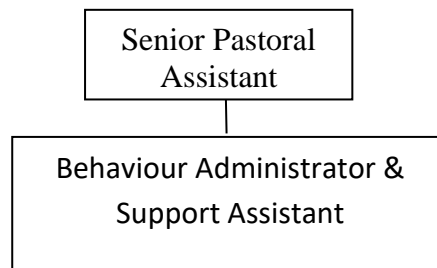 Senior Pastoral
Assistant
Behaviour Administrator &
Support Assistant